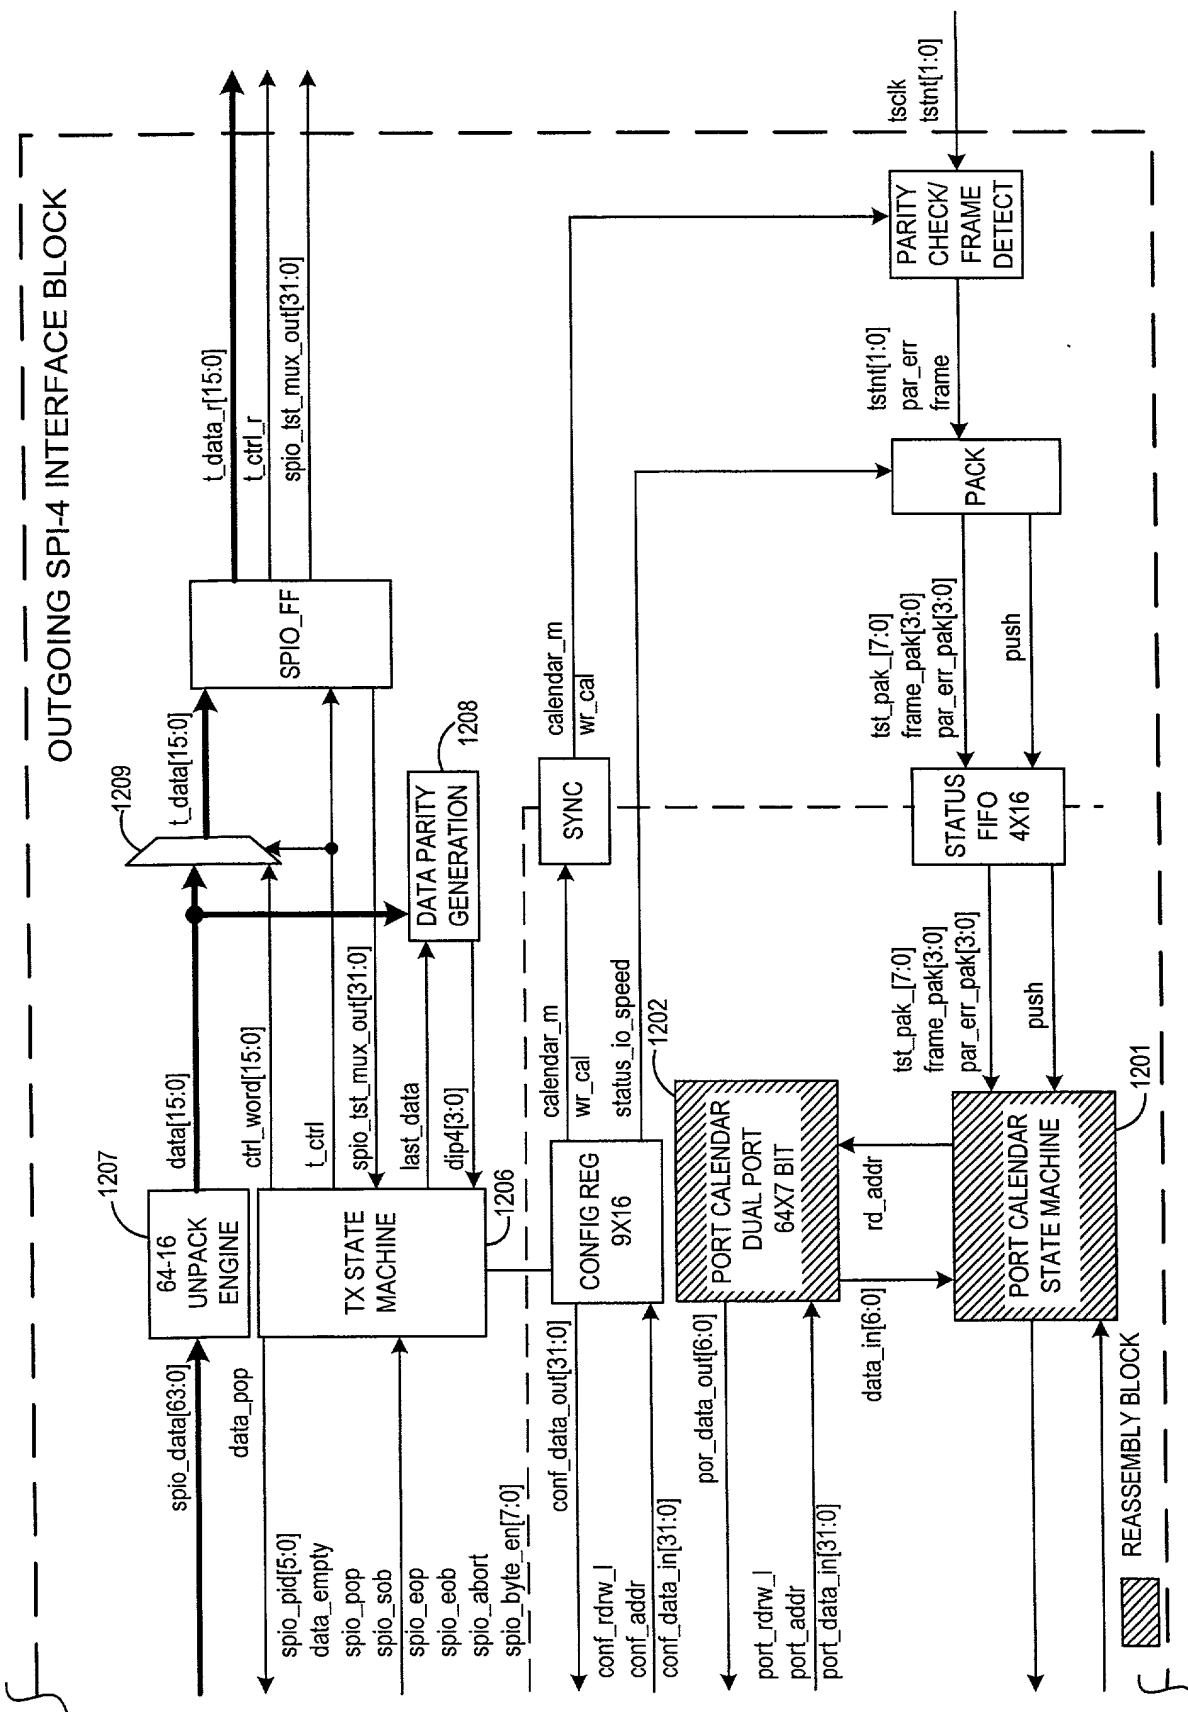 OUTGOING SPI-4 INTERFACE BLOCK
spio_data[63:0]
1207
64-16
UNPACK
ENGINE
data[15:0]
1209
t_data[15:0]
SPIO_FF
t_data_r[15:0]
t_ctrl_r
spio_tst_mux_out[31:0]
data_pop
spio_pid[5:0]
data_empty
spio_pop
spio_sob
spio_eop
spio_eob
spio_abort
spio_byte_en[7:0]
TX STATE
MACHINE
1206
ctrl_word[15:0]
t_ctrl
spio_tst_mux_out[31:0]
last_data
dip4[3:0]
DATA PARITY
GENERATION
1208
conf_data_out[31:0]
conf_rdrw_l
conf_addr
conf_data_in[31:0]
CONFIG REG
9X16
calendar_m
wr_cal
status_io_speed
SYNC
calendar_m
wr_cal
por_data_out[6:0]
port_rdrw_l
port_addr
port_data_in[31:0]
1202
PORT CALENDAR
DUAL PORT
64X7 BIT
rd_addr
data_in[6:0]
PORT CALENDAR
STATE MACHINE
1201
tst_pak_[7:0]
frame_pak[3:0]
par_err_pak[3:0]
push
STATUS
FIFO
4X16
tst_pak_[7:0]
frame_pak[3:0]
par_err_pak[3:0]
push
PACK
tstnt[1:0]
par_err
frame
PARITY
CHECK/
FRAME
DETECT
tsclk
tstnt[1:0]
REASSEMBLY BLOCK